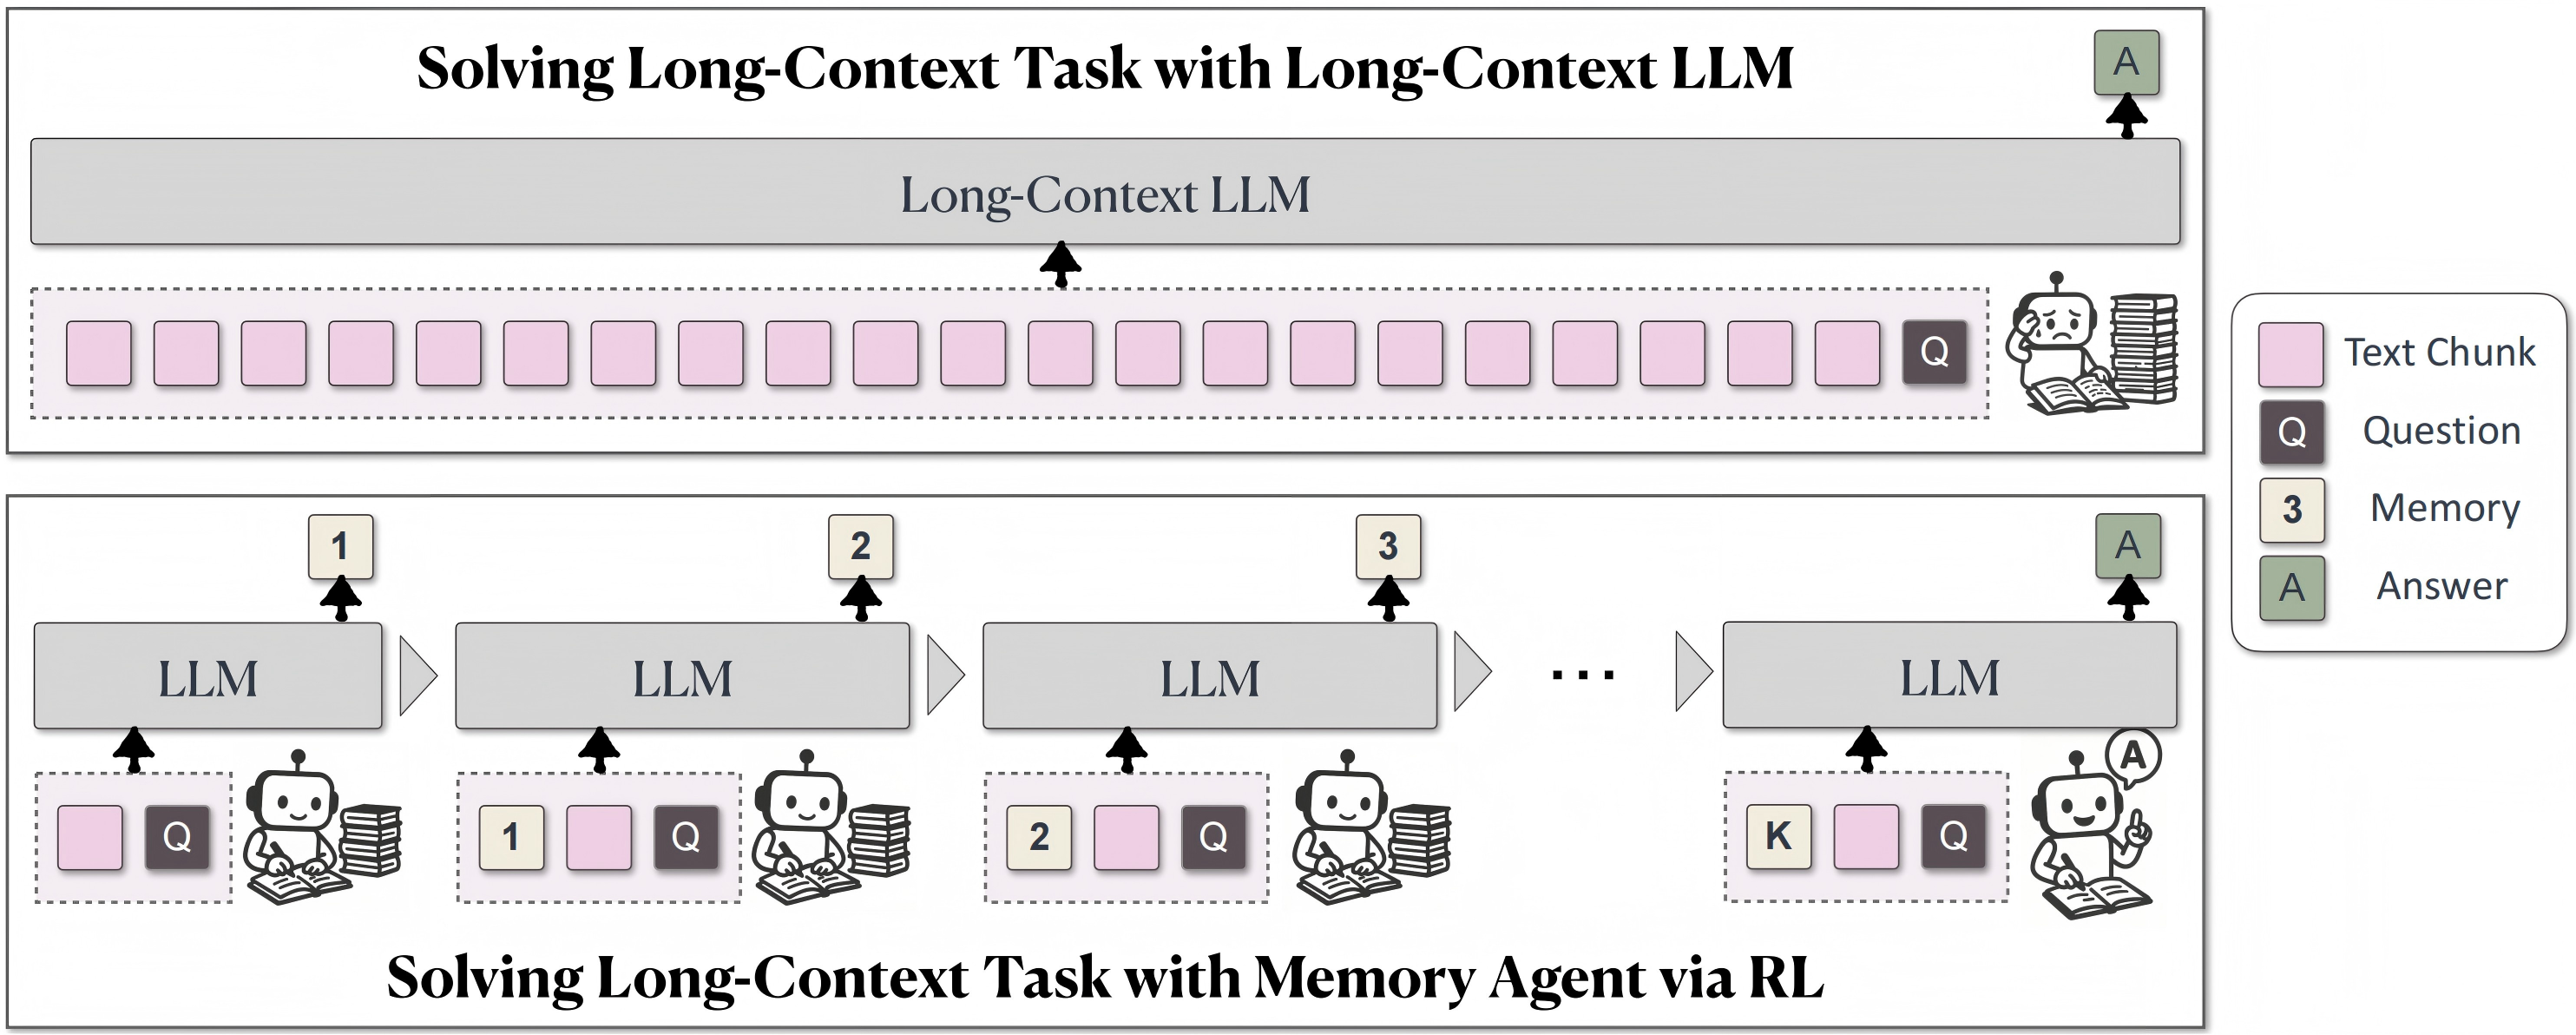 Solving Long-Context Task with Long-Context LLM
A
Long-Context LLM
Q
1
2
3
A
LLM
LLM
LLM
...
LLM
A
Q
1
Q
2
Q
K
Q
Solving Long-Context Task with Memory Agent via RL
Text Chunk
Q Question
3 Memory
A Answer